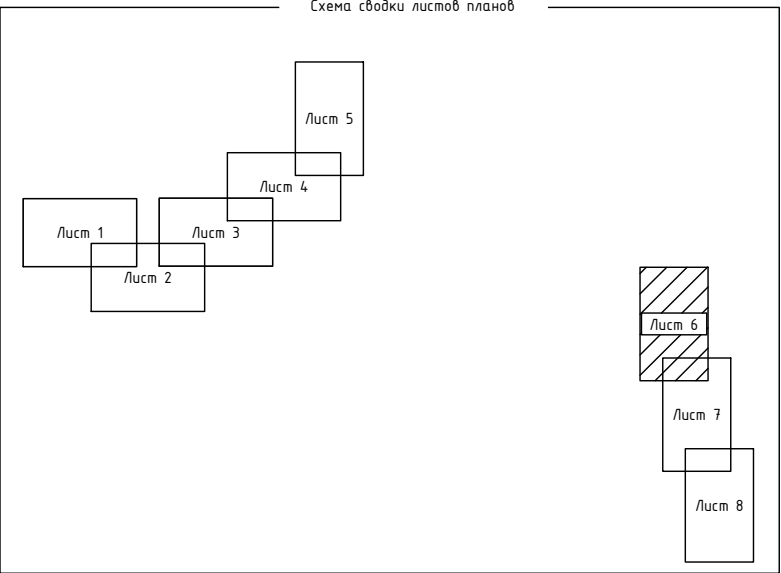 Схема сводки листов планов
Лист 5
Лист 4
Лист 1
Лист 3
Лист 2
Лист 6
Лист 7
Лист 8